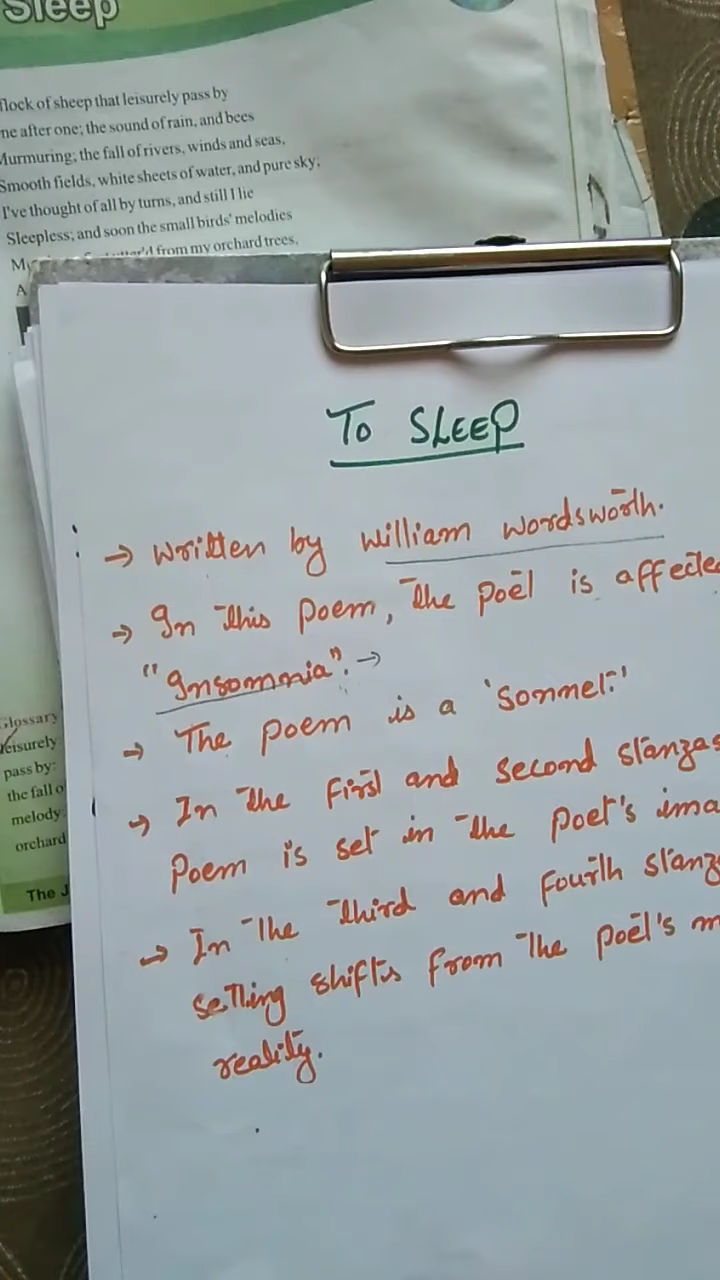 Sleep
flock of sheep that leisurely pass by
ne after one; the sound of rain, and bees
Murmuring; the fall of rivers, winds and seas,
Smooth fields, white sheets of water, and pure sky;
I've thought of all by turns, and still I lie
Sleepless; and soon the small birds' melodies
from my orchard trees,
A
TO SLEEP
→ written by william wordsworth.
→ In this poem, the poet is affecte
"Insomnia". →
→ The poem is a 'sonnet.'
→ In the first and second stanzas
poem is set in the poet's ima
→ In the third and fourth stanz
setting shifts from the poet's m
reality.
Glossary
leisurely
pass by:
the fall o
melody
orchard
The J